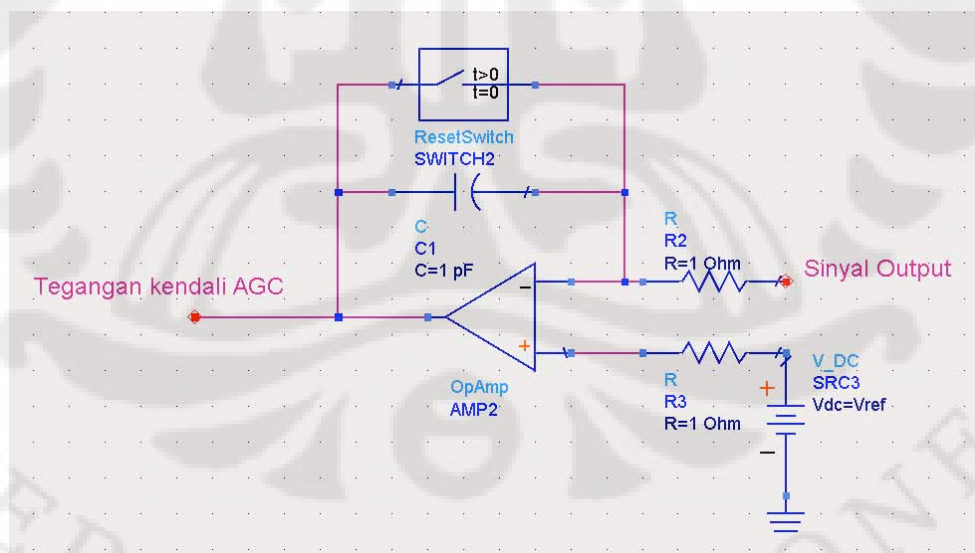 t>0
t=0
ResetSwitch
SWITCH2
C
C1
C=1 pF
R
R2
R=1 Ohm
Sinyal Output
Tegangan kendali AGC
−
+
OpAmp
AMP2
R
R3
R=1 Ohm
+
−
V_DC
SRC3
Vdc=Vref